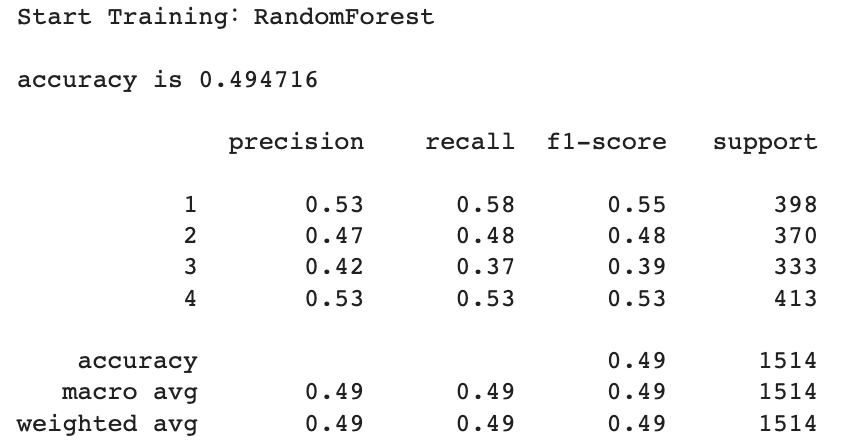 Start Training: RandomForest
accuracy is 0.494716
precision recall f1-score support
1 0.53 0.58 0.55 398
2 0.47 0.48 0.48 370
3 0.42 0.37 0.39 333
4 0.53 0.53 0.53 413
accuracy 0.49 1514
macro avg 0.49 0.49 0.49 1514
weighted avg 0.49 0.49 0.49 1514